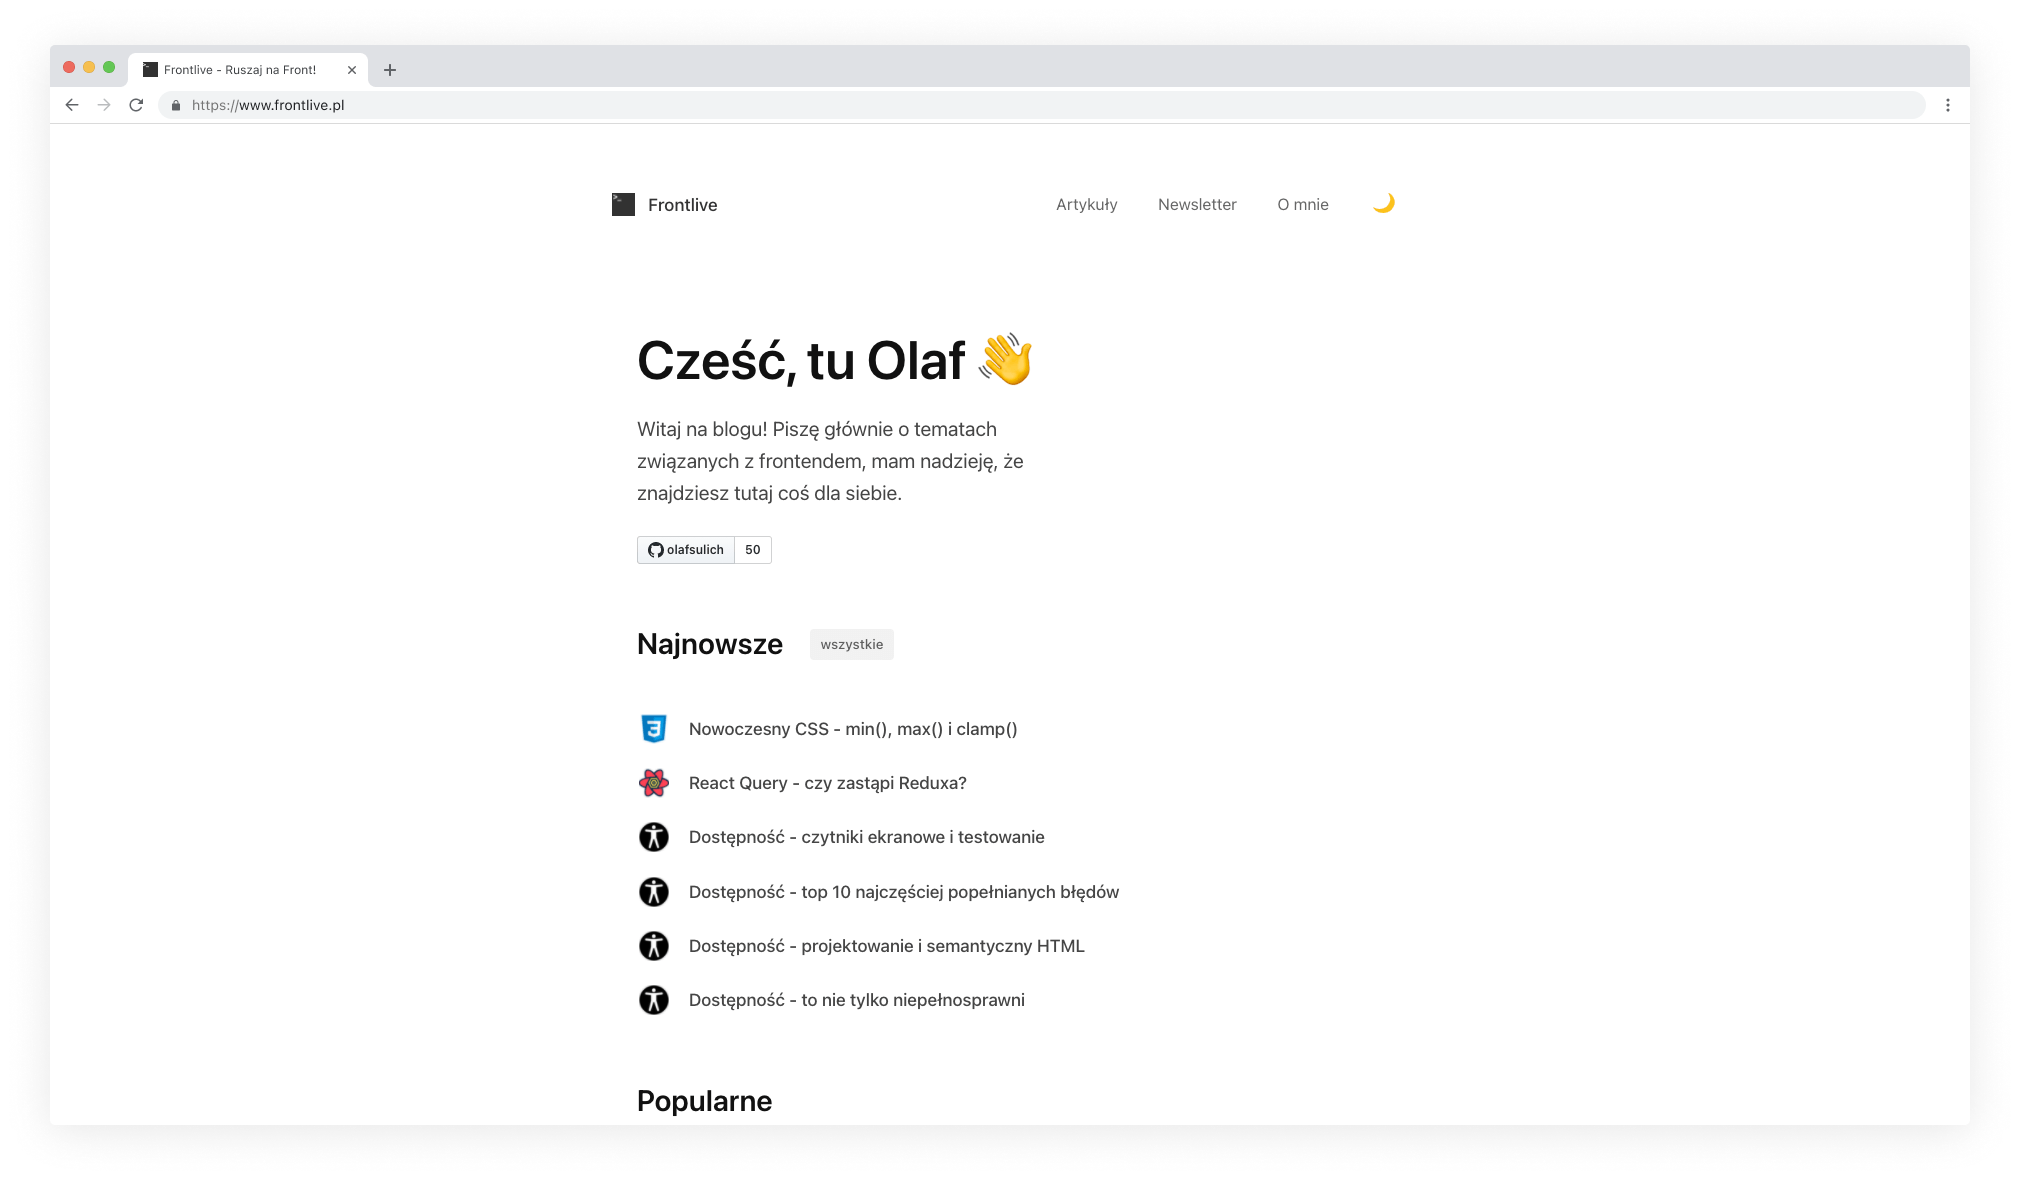 Frontlive - Ruszaj na Front!
https://www.frontlive.pl
Frontlive
Artykuły
Newsletter
O mnie
Cześć, tu Olaf 👋
Witaj na blogu! Piszę głównie o tematach
związanych z frontendem, mam nadzieję, że
znajdziesz tutaj coś dla siebie.
olafsulich 50
Najnowsze
wszystkie
Nowoczesny CSS - min(), max() i clamp()
React Query - czy zastąpi Reduxa?
Dostępność - czytniki ekranowe i testowanie
Dostępność - top 10 najczęściej popełnianych błędów
Dostępność - projektowanie i semantyczny HTML
Dostępność - to nie tylko niepełnosprawni
Popularne